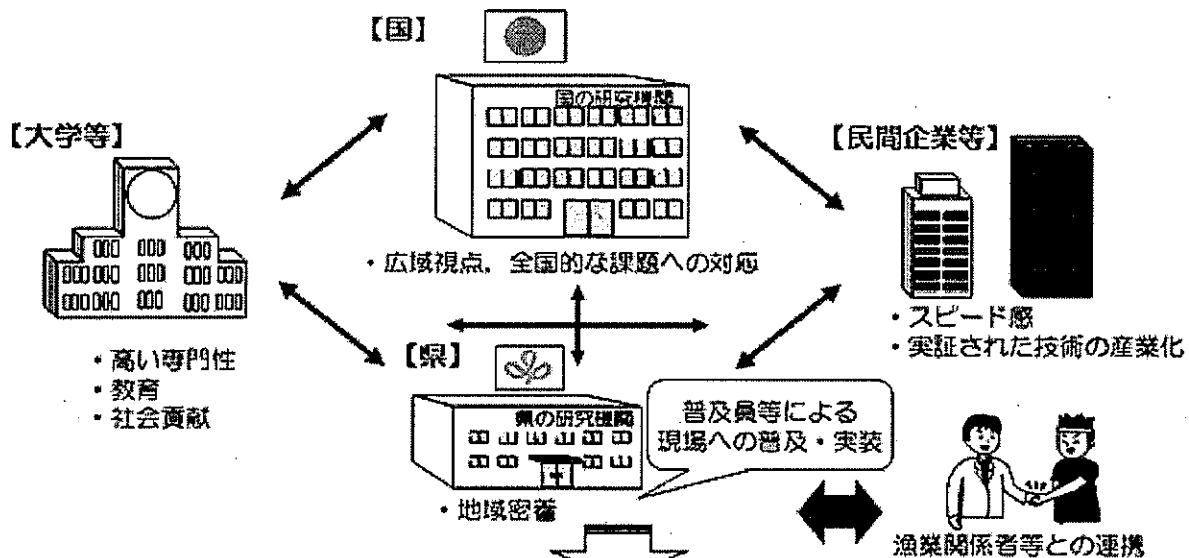 【国】
国の研究機関
【大学等】
【民間企業等】
・広域視点，全国的な課題への対応
・スピード感
・実証された技術の産業化
・高い専門性
・教育
・社会貢献
【県】
県の研究機関
普及員等による
現場への普及・実装
・地域密着
漁業関係者等との連携